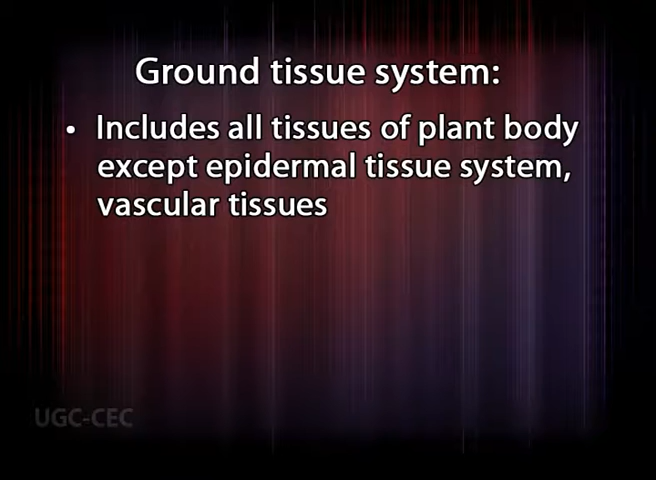 Ground tissue system:
• Includes all tissues of plant body
except epidermal tissue system,
vascular tissues
UGC-CEC